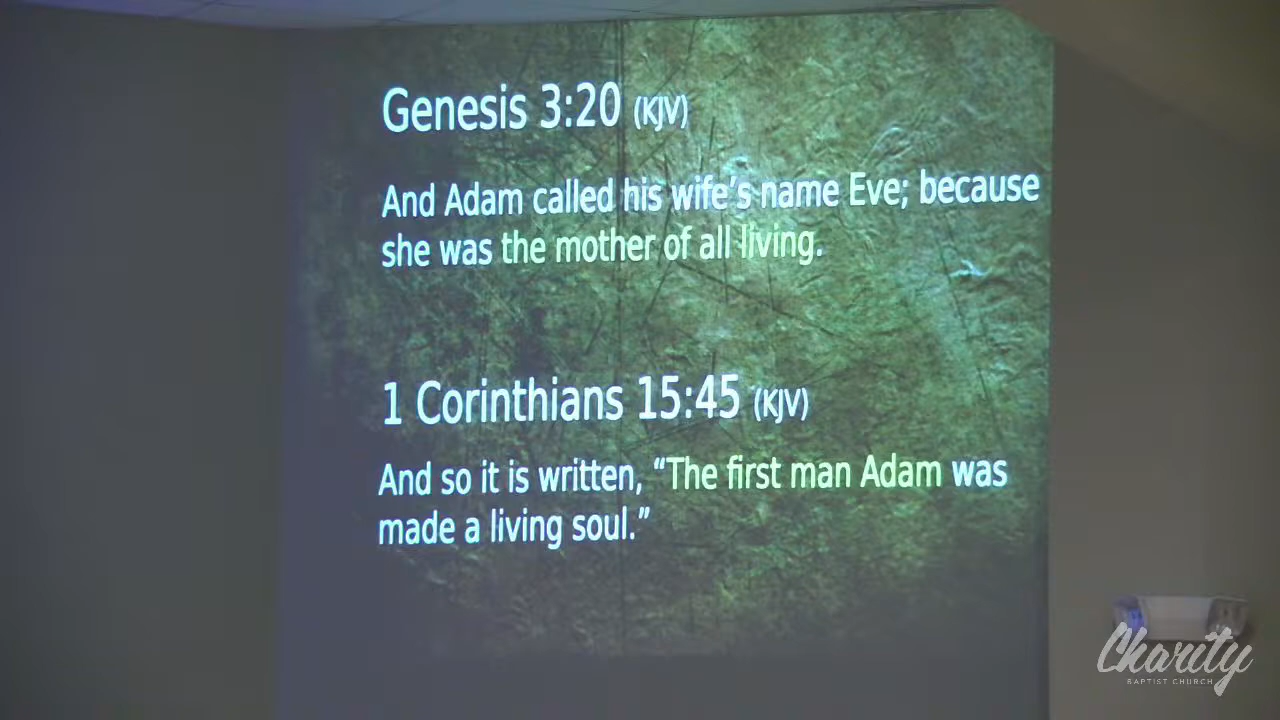 Genesis 3:20 (KJV)
And Adam called his wife’s name Eve; because
she was the mother of all living.
1 Corinthians 15:45 (KJV)
And so it is written, “The first man Adam was
made a living soul.”
Charity
BAPTIST CHURCH